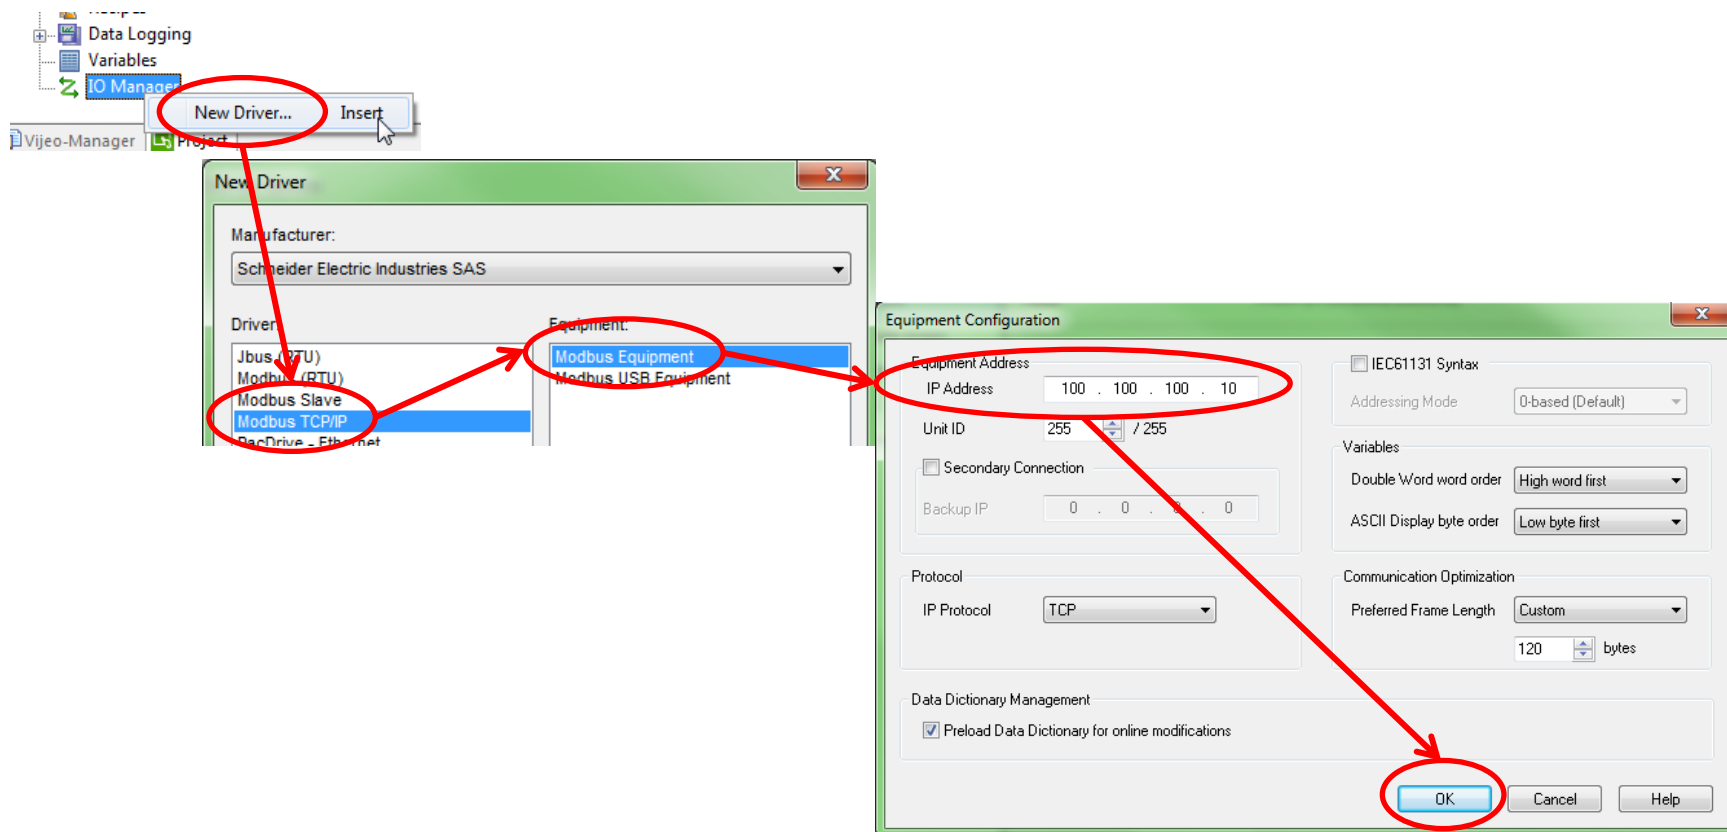 Data Logging
Variables
IO Manager
New Driver... Insert
Vijeo-Manager Project
New Driver
Manufacturer:
Schneider Electric Industries SAS
Driver:
Equipment:
Jbus (RTU)
Modbus (RTU)
Modbus Slave
Modbus TCP/IP
PacDrive - Ethernet
Modbus Equipment
Modbus USB Equipment
Equipment Configuration
Equipment Address
IP Address 100 . 100 . 100 . 10
Unit ID 255 / 255
Secondary Connection
Backup IP 0 . 0 . 0 . 0
Protocol
IP Protocol TCP
IEC61131 Syntax
Addressing Mode 0-based (Default)
Variables
Double Word word order High word first
ASCII Display byte order Low byte first
Communication Optimization
Preferred Frame Length Custom
120 bytes
Data Dictionary Management
Preload Data Dictionary for online modifications
OK Cancel Help